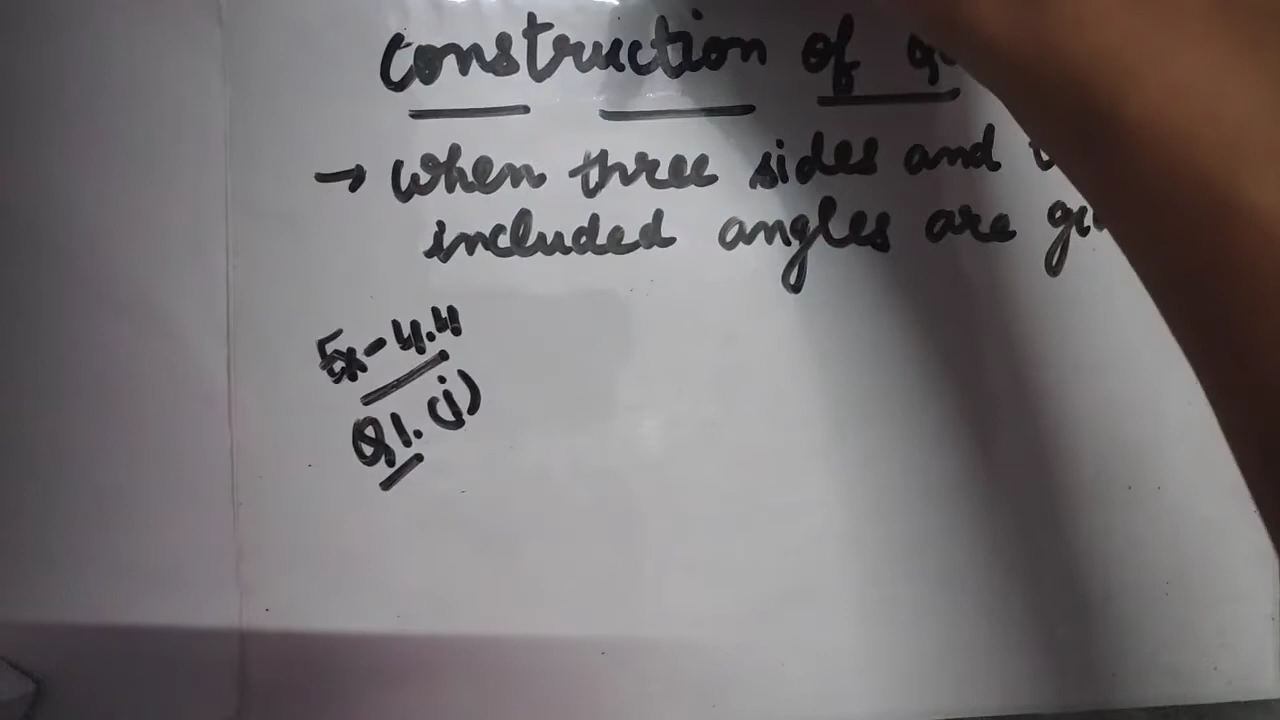 construction of
→ when three sides and
included angles are
Ex-4.4
Q1. (i)